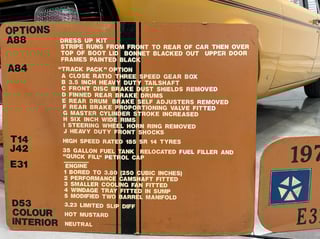 OPTIONS
A88 DRESS UP KIT
STRIPE RUNS FROM FRONT TO REAR OF CAR THEN OVER
TOP OF BOOT LID BONNET BLACKED OUT UPPER DOOR
FRAMES PAINTED BLACK
A84 "TRACK PACK" OPTION
A CLOSE RATIO THREE SPEED GEAR BOX
B 3.5 INCH HEAVY DUTY TAILSHAFT
C FRONT DISC BRAKE DUST SHIELDS REMOVED
D FINNED REAR BRAKE DRUMS
E REAR DRUM BRAKE SELF ADJUSTERS REMOVED
F REAR BRAKE PROPORTIONING VALVE FITTED
G MASTER CYLINDER STROKE INCREASED
H SIX INCH WIDE RIMS
I STEERING WHEEL HORN RING REMOVED
J HEAVY DUTY FRONT SHOCKS
T14 HIGH SPEED RATED 185 SR 14 TYRES
J42 35 GALLON FUEL TANK RELOCATED FUEL FILLER AND
"QUICK FILL" PETROL CAP
E31 ENGINE
1 BORED TO 3.80 (250 CUBIC INCHES)
2 PERFORMANCE CAMSHAFT FITTED
3 SMALLER COOLING FAN FITTED
4 WINDAGE TRAY FITTED IN SUMP
5 MODIFIED TWO BARREL MANIFOLD
D53 3.23 LIMITED SLIP DIFF
COLOUR HOT MUSTARD
INTERIOR NEUTRAL
197
E3